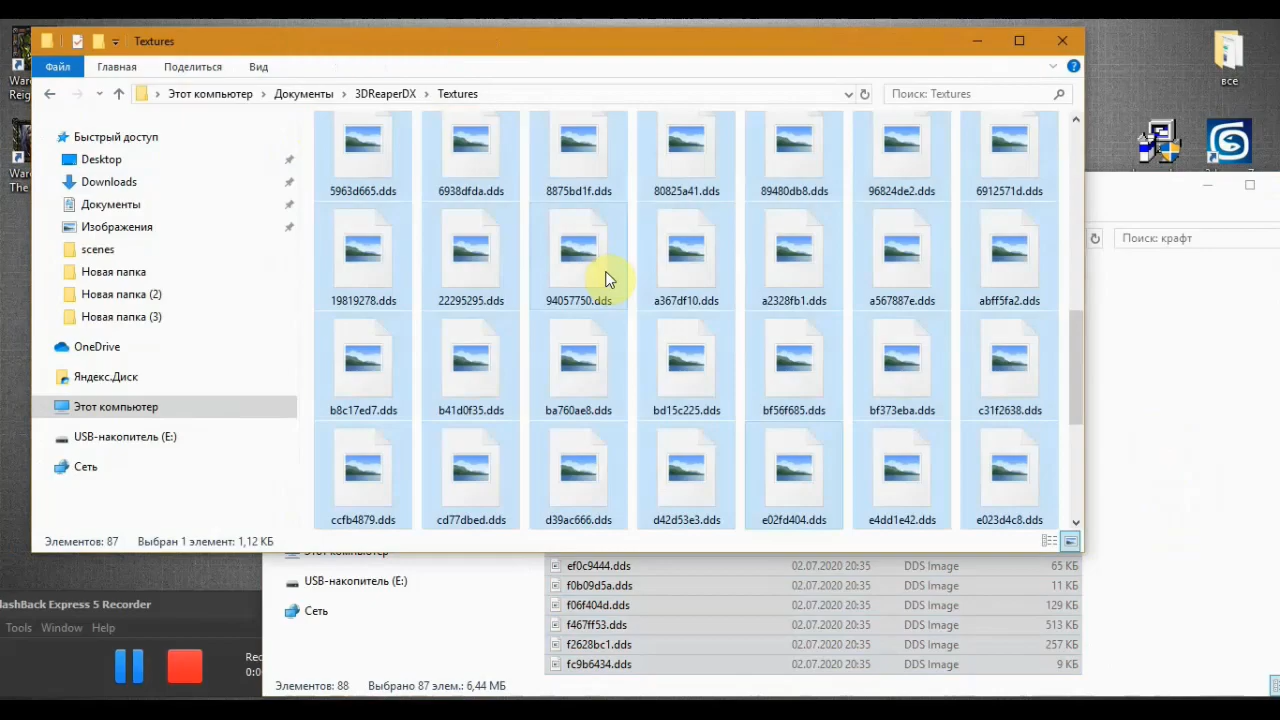 Textures
Файл Главная Поделиться Вид
Этот компьютер Документы 3DReaperDX Textures
Поиск: Textures
Быстрый доступ
Desktop
Downloads
Документы
Изображения
scenes
Новая папка
Новая папка (2)
Новая папка (3)
OneDrive
Яндекс.Диск
Этот компьютер
USB-накопитель (E:)
Сеть
5963d665.dds 6938dfda.dds 8875bd1f.dds 80825a41.dds 89480db8.dds 96824de2.dds 6912571d.dds
19819278.dds 22295295.dds 94057750.dds a367df10.dds a2328fb1.dds a567887e.dds abff5fa2.dds
b8c17ed7.dds b41d0f35.dds ba760ae8.dds bd15c225.dds bf56f685.dds bf373eba.dds c31f2638.dds
ccfb4879.dds cd77dbed.dds d39ac666.dds d42d53e3.dds e02fd404.dds e4dd1e42.dds e023d4c8.dds
Элементов: 87 Выбран 1 элемент: 1,12 КБ
все
Поиск: крафт
USB-накопитель (E:)
Сеть
ef0c9444.dds 02.07.2020 20:35 DDS Image 65 КБ
f0b09d5a.dds 02.07.2020 20:35 DDS Image 11 КБ
f06f404d.dds 02.07.2020 20:35 DDS Image 129 КБ
f467ff53.dds 02.07.2020 20:35 DDS Image 513 КБ
f2628bc1.dds 02.07.2020 20:35 DDS Image 257 КБ
fc9b6434.dds 02.07.2020 20:35 DDS Image 9 КБ
Элементов: 88 Выбрано 87 элем.: 6,44 МБ
lashBack Express 5 Recorder
Tools Window Help
Rec
0:0